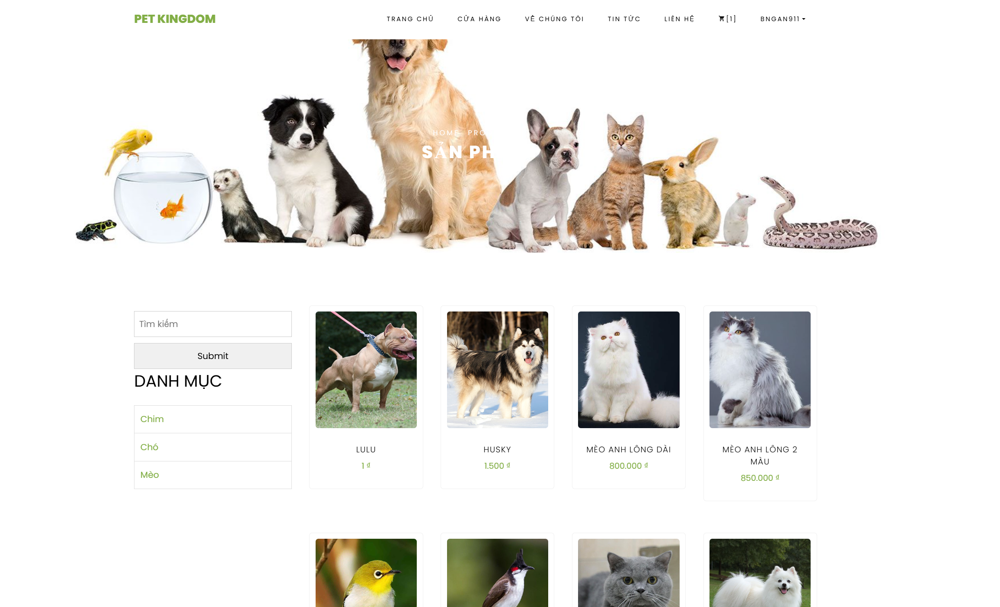 PET KINGDOM
TRANG CHỦ
CỬA HÀNG
VỀ CHÚNG TÔI
TIN TỨC
LIÊN HỆ
[1]
BNGAN911
HOME PRO
SẢN PH
Tìm kiếm
Submit
DANH MỤC
Chim
Chó
Mèo
LULU
1 ₫
HUSKY
1.500 ₫
MÈO ANH LÔNG DÀI
800.000 ₫
MÈO ANH LÔNG 2
MÀU
850.000 ₫